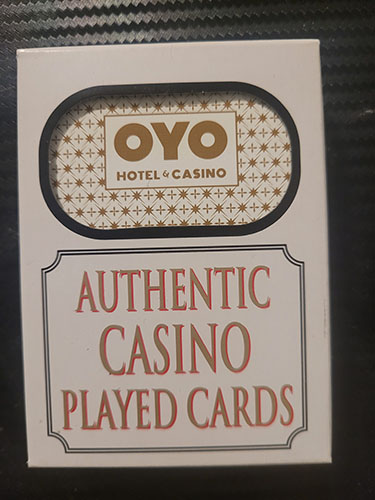 OYO
HOTEL & CASINO
AUTHENTIC
CASINO
PLAYED CARDS